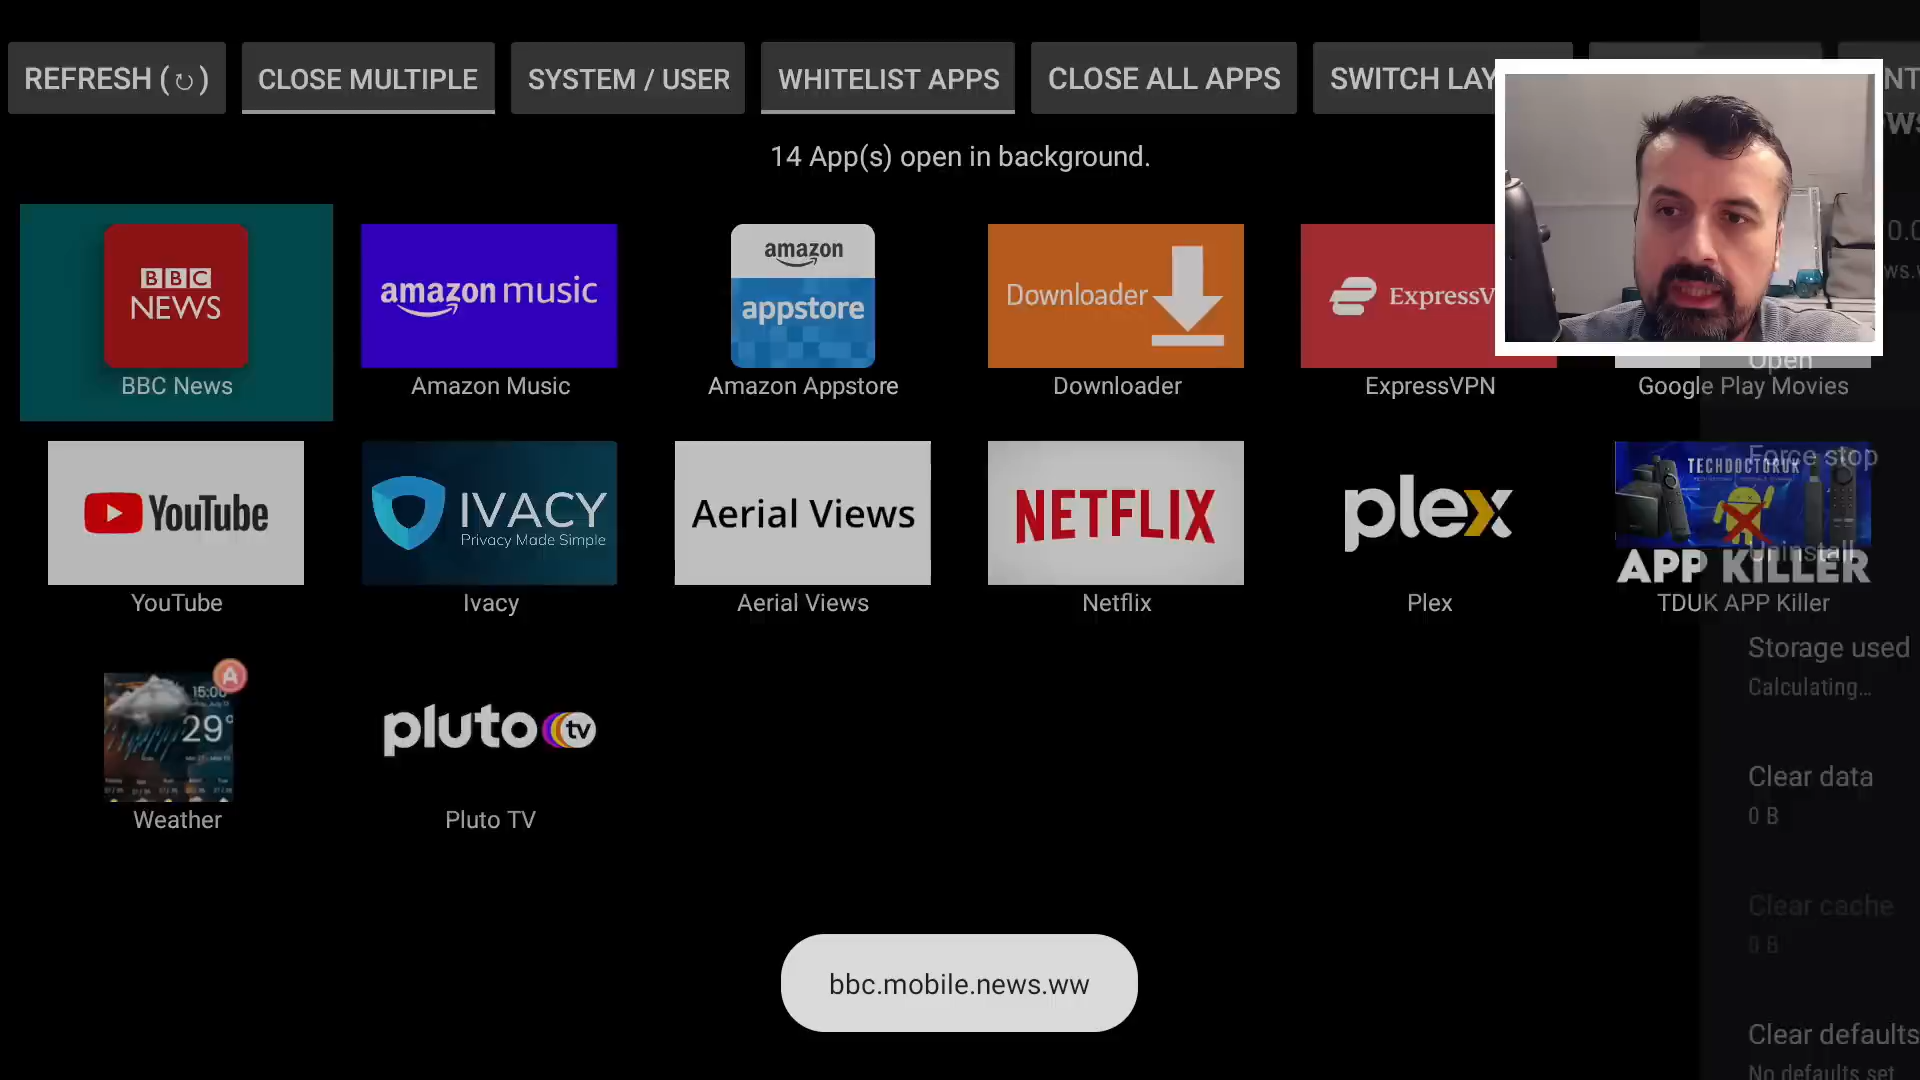 REFRESH (↻)
CLOSE MULTIPLE
SYSTEM / USER
WHITELIST APPS
CLOSE ALL APPS
SWITCH LAY
NT
14 App(s) open in background.
BBC
NEWS
amazon music
amazon
appstore
Downloader
ExpressV
Open
BBC News
Amazon Music
Amazon Appstore
Downloader
ExpressVPN
Google Play Movies
YouTube
IVACY
Privacy Made Simple
Aerial Views
NETFLIX
plex
TECHDOCTORUK
APP KILLER
Force stop
Uninstall
YouTube
Ivacy
Aerial Views
Netflix
Plex
TDUK APP Killer
Storage used
Calculating...
A
15:00
29°
pluto tv
Weather
Pluto TV
Clear data
0 B
Clear cache
0 B
bbc.mobile.news.ww
Clear defaults
No defaults set